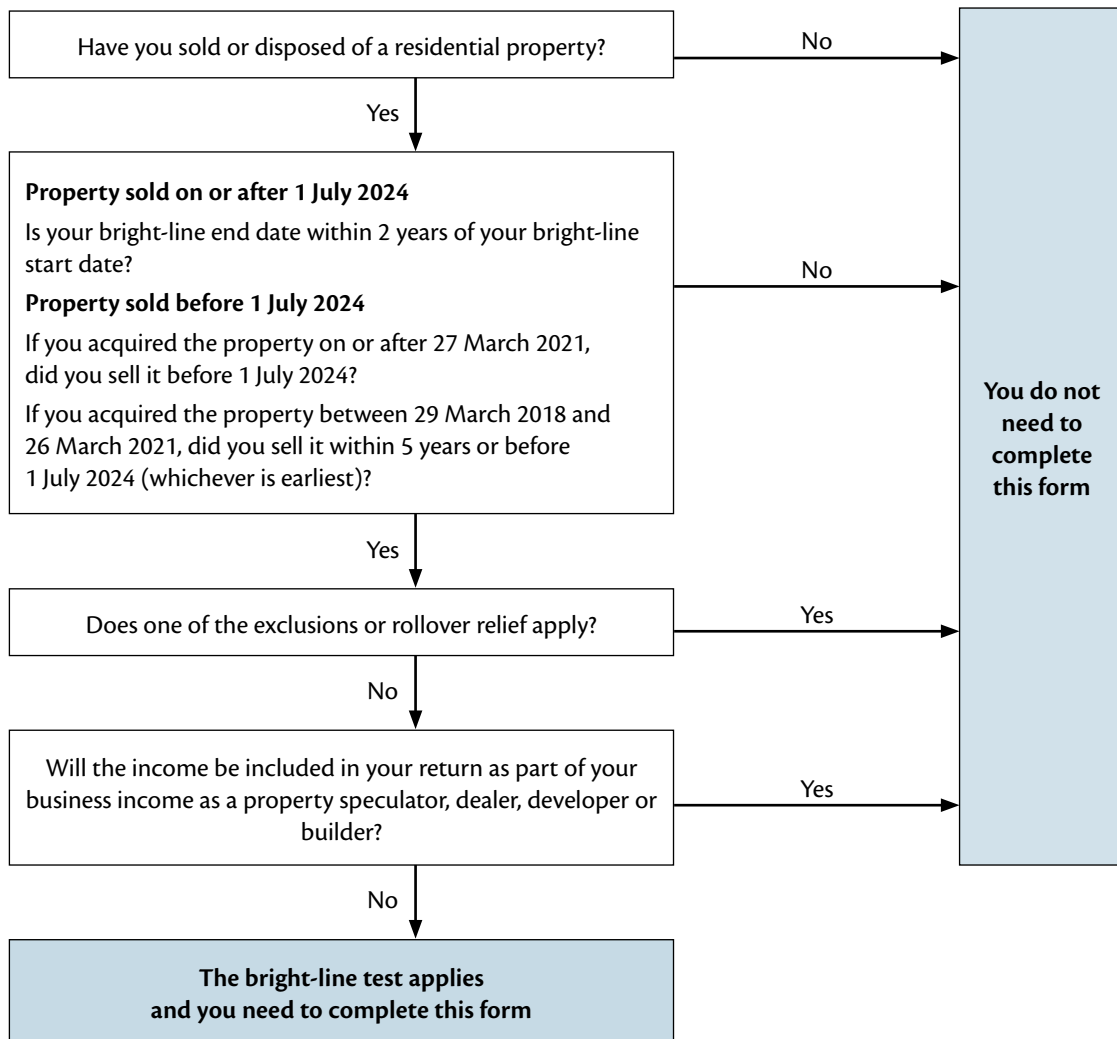 Have you sold or disposed of a residential property?
No
Yes
Property sold on or after 1 July 2024
Is your bright-line end date within 2 years of your bright-line
start date?
Property sold before 1 July 2024
If you acquired the property on or after 27 March 2021,
did you sell it before 1 July 2024?
If you acquired the property between 29 March 2018 and
26 March 2021, did you sell it within 5 years or before
1 July 2024 (whichever is earliest)?
No
You do not
need to
complete
this form
Yes
Does one of the exclusions or rollover relief apply?
Yes
No
Will the income be included in your return as part of your
business income as a property speculator, dealer, developer or
builder?
Yes
No
The bright-line test applies
and you need to complete this form